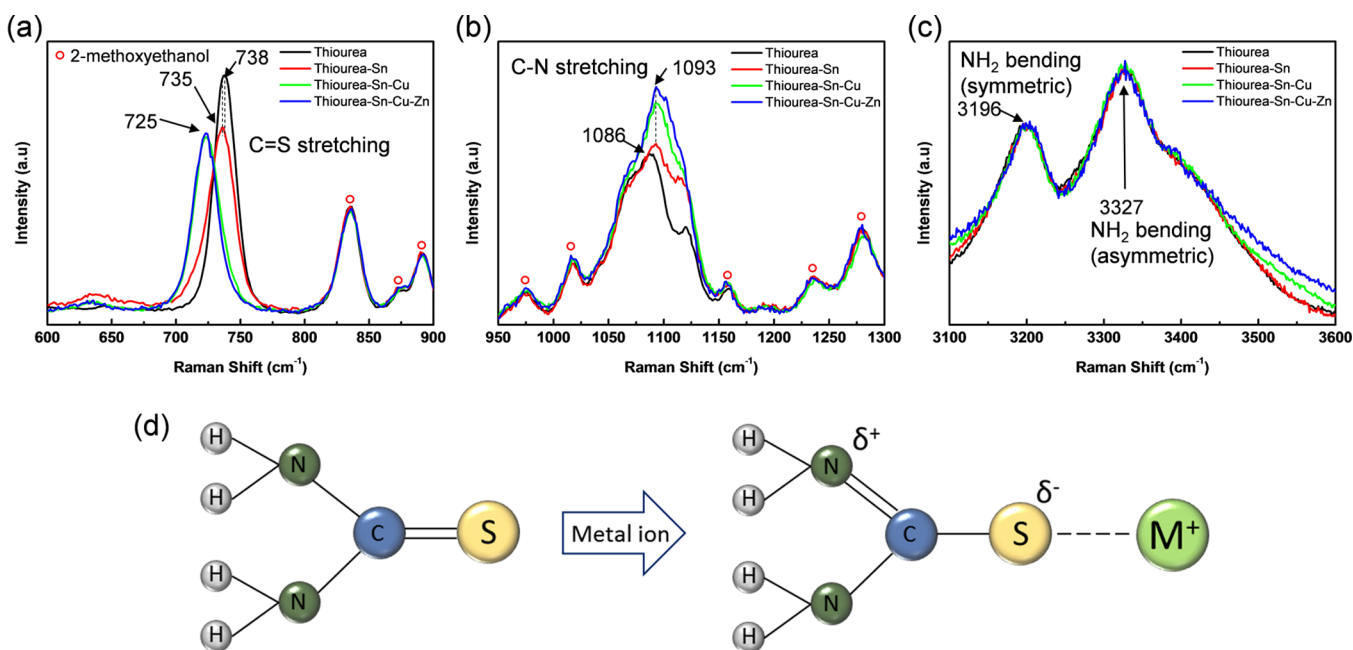 (a)
2-methoxyethanol
738
735
725
C=S stretching
Thiourea
Thiourea-Sn
Thiourea-Sn-Cu
Thiourea-Sn-Cu-Zn
Intensity (a.u)
600 650 700 750 800 850 900
Raman Shift (cm⁻¹)
(b)
C-N stretching
1093
1086
Thiourea
Thiourea-Sn
Thiourea-Sn-Cu
Thiourea-Sn-Cu-Zn
Intensity (a.u)
950 1000 1050 1100 1150 1200 1250 1300
Raman Shift (cm⁻¹)
(c)
NH₂ bending
(symmetric)
3196
Thiourea
Thiourea-Sn
Thiourea-Sn-Cu
Thiourea-Sn-Cu-Zn
3327
NH₂ bending
(asymmetric)
Intensity (a.u)
3100 3200 3300 3400 3500 3600
Raman Shift (cm⁻¹)
(d)
H
H
N
C
S
H
H
N
Metal ion
H
H
N
δ⁺
C
S
δ⁻
M⁺
H
H
N